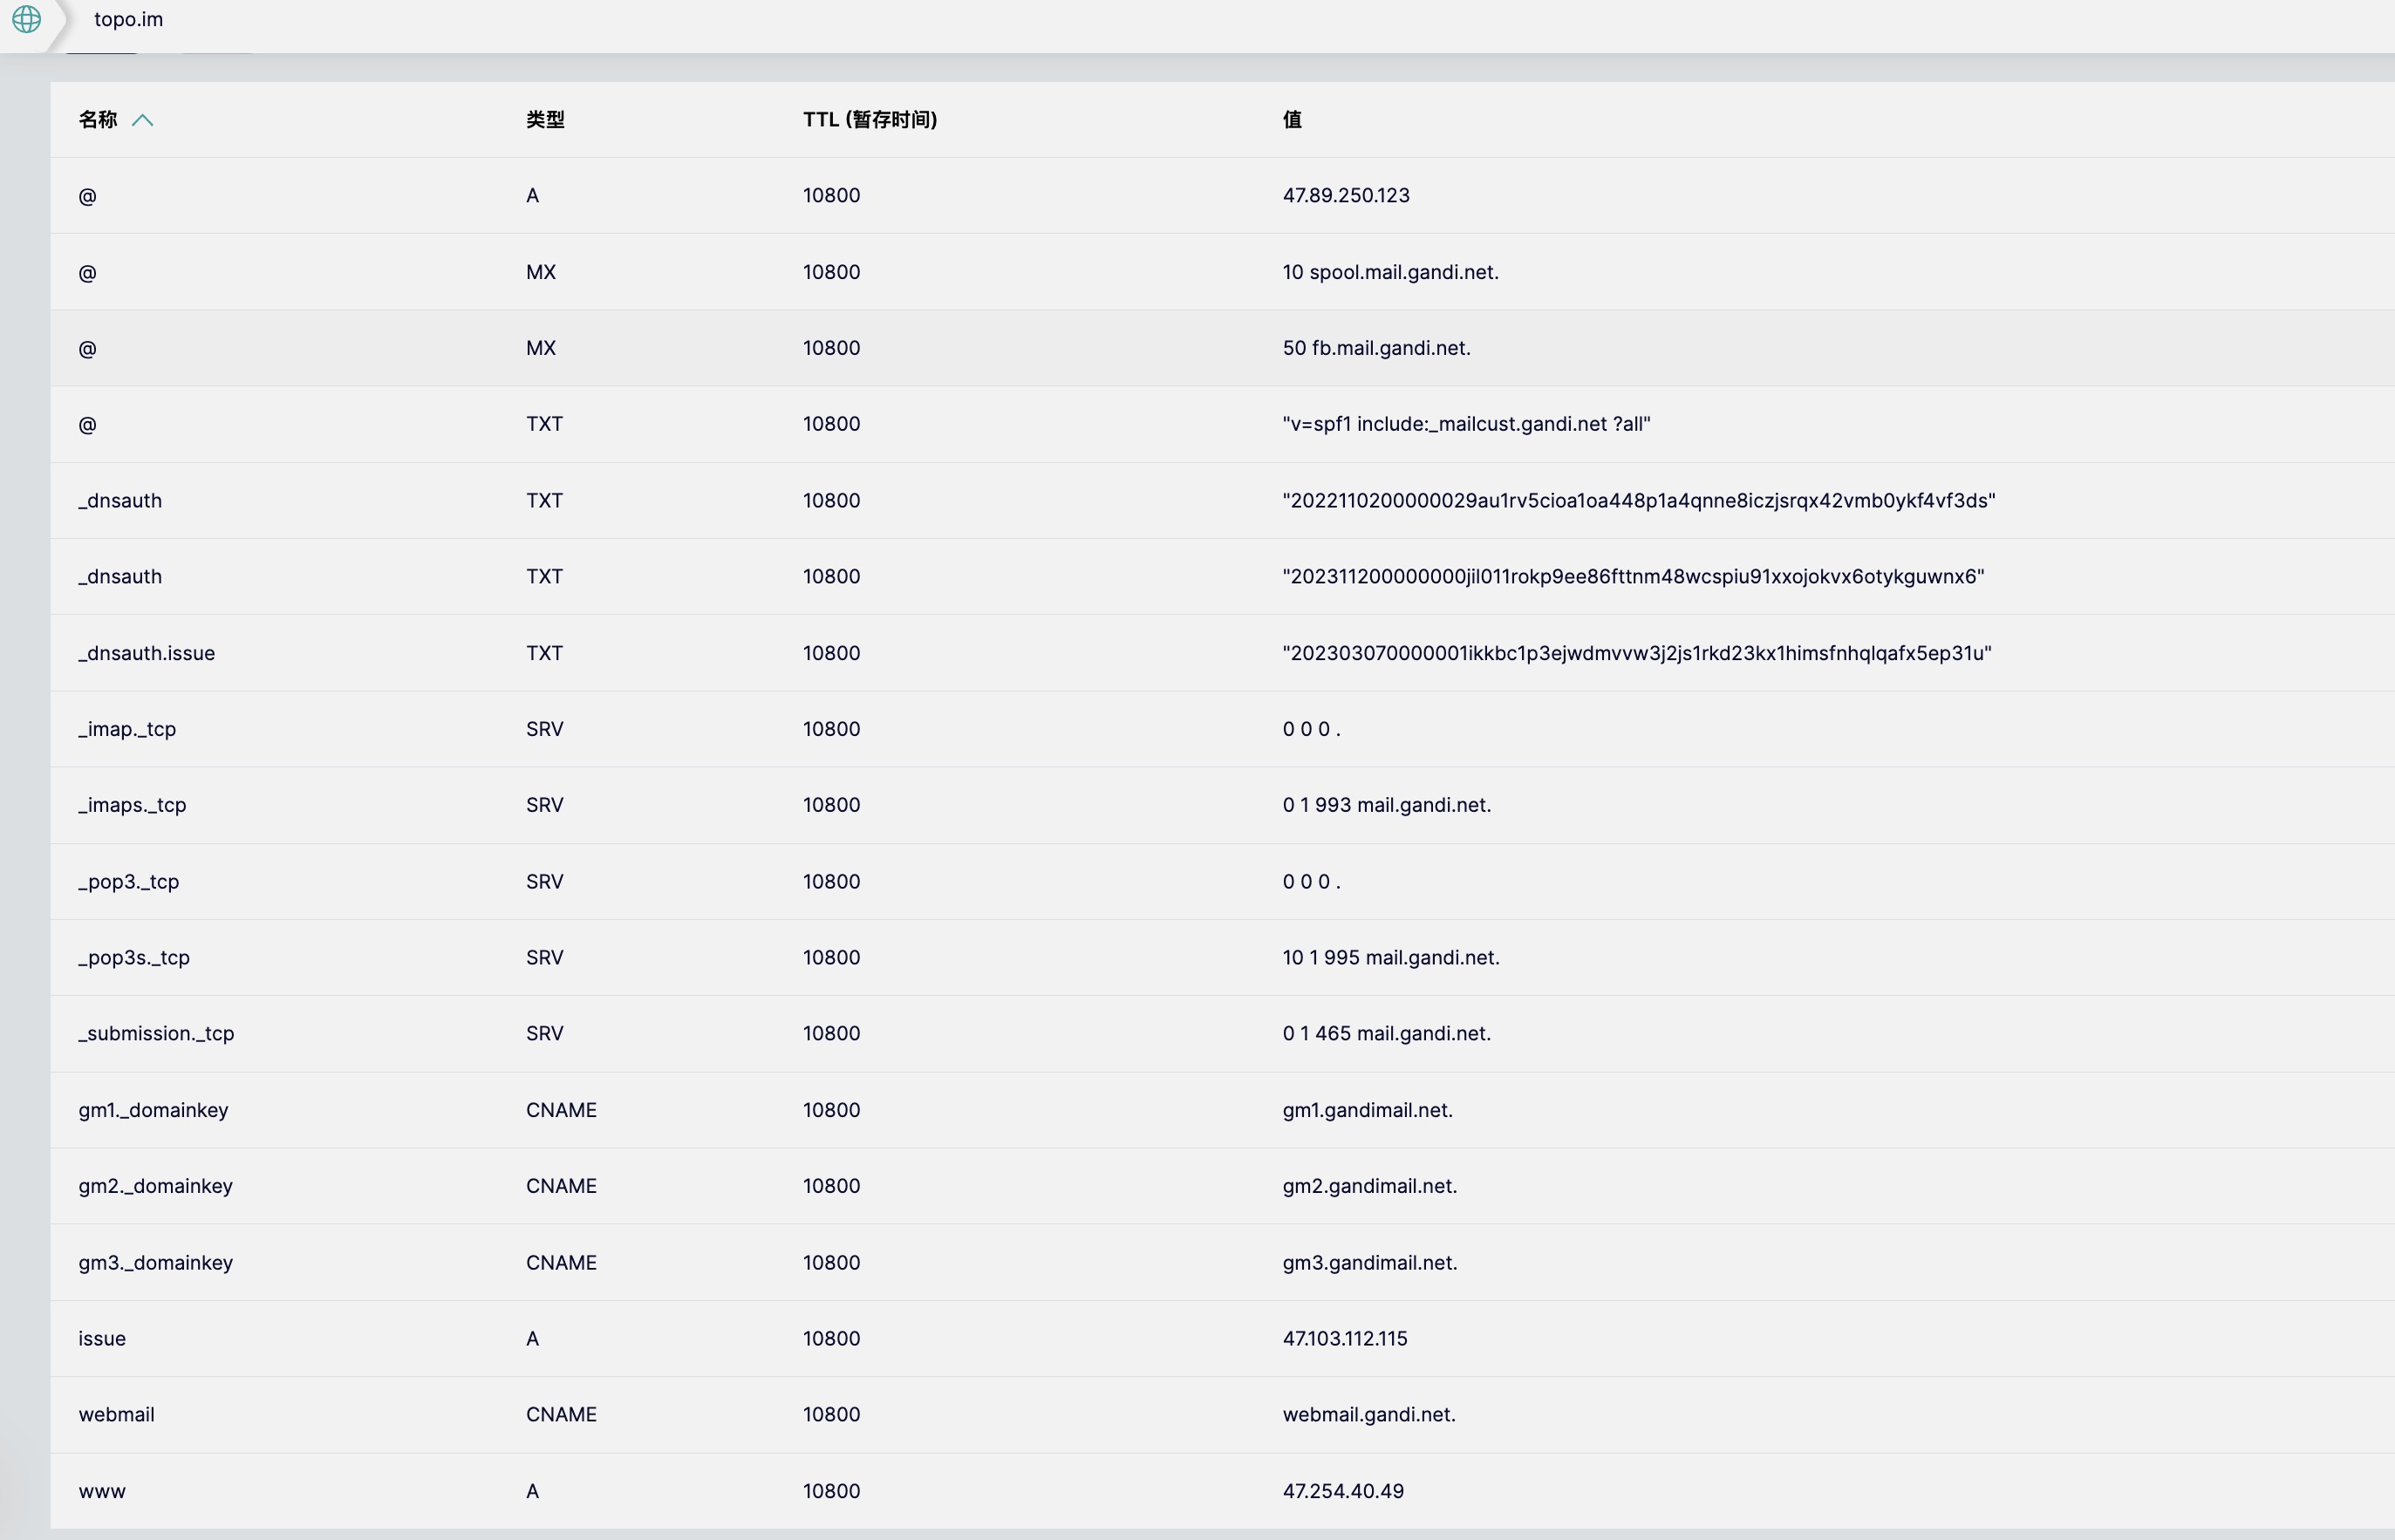 topo.im
名称 类型 TTL (暂存时间) 值
@ A 10800 47.89.250.123
@ MX 10800 10 spool.mail.gandi.net.
@ MX 10800 50 fb.mail.gandi.net.
@ TXT 10800 "v=spf1 include:_mailcust.gandi.net ?all"
_dnsauth TXT 10800 "2022110200000029au1rv5cioa1oa448p1a4qnne8iczjsrqx42vmb0ykf4vf3ds"
_dnsauth TXT 10800 "202311200000000jil011rokp9ee86fttnm48wcspiu91xxojokvx6otykguwnx6"
_dnsauth.issue TXT 10800 "202303070000001ikkbc1p3ejwdmvvw3j2js1rkd23kx1himsfnhqlqafx5ep31u"
_imap._tcp SRV 10800 0 0 0 .
_imaps._tcp SRV 10800 0 1 993 mail.gandi.net.
_pop3._tcp SRV 10800 0 0 0 .
_pop3s._tcp SRV 10800 10 1 995 mail.gandi.net.
_submission._tcp SRV 10800 0 1 465 mail.gandi.net.
gm1._domainkey CNAME 10800 gm1.gandimail.net.
gm2._domainkey CNAME 10800 gm2.gandimail.net.
gm3._domainkey CNAME 10800 gm3.gandimail.net.
issue A 10800 47.103.112.115
webmail CNAME 10800 webmail.gandi.net.
www A 10800 47.254.40.49